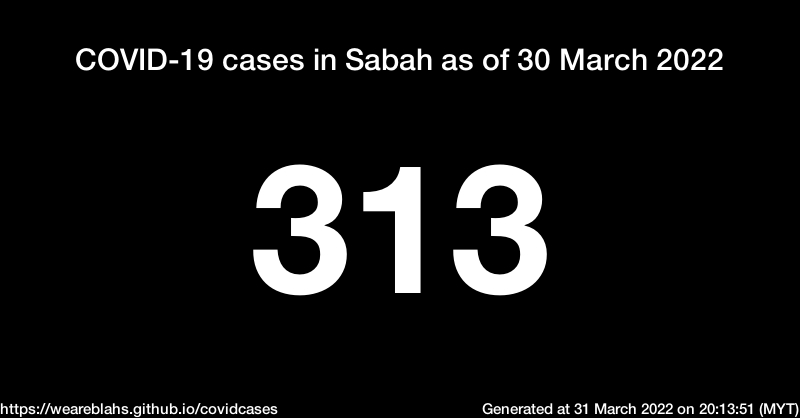 COVID-19 cases in Sabah as of 30 March 2022
313
https://weareblahs.github.io/covidcases
Generated at 31 March 2022 on 20:13:51 (MYT)